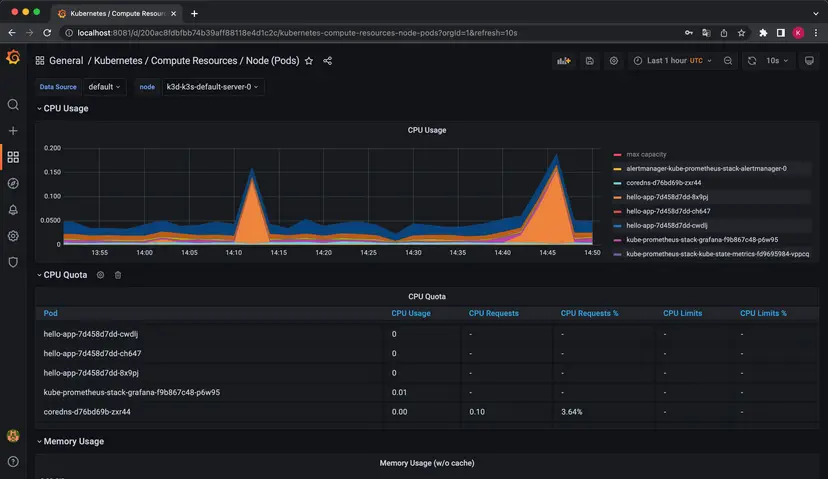 Kubernetes / Compute Resource
localhost:8081/d/200ac8fdbfbb74b39aff88118e4d1c2c/kubernetes-compute-resources-node-pods?orgId=1&refresh=10s
K
General / Kubernetes / Compute Resources / Node (Pods)
Last 1 hour UTC
10s
Data Source default node k3d-k3s-default-server-0
CPU Usage
CPU Usage
0.200
0.150
0.100
0.0500
0
13:55 14:00 14:05 14:10 14:15 14:20 14:25 14:30 14:35 14:40 14:45 14:50
max capacity
alertmanager-kube-prometheus-stack-alertmanager-0
coredns-d76bd69b-zxr44
hello-app-7d458d7dd-8x9pj
hello-app-7d458d7dd-ch647
hello-app-7d458d7dd-cwdlj
kube-prometheus-stack-grafana-f9b867c48-p6w95
kube-prometheus-stack-kube-state-metrics-fd9695984-vppcq
CPU Quota
CPU Quota
Pod CPU Usage CPU Requests CPU Requests % CPU Limits CPU Limits %
hello-app-7d458d7dd-cwdlj 0 - - - -
hello-app-7d458d7dd-ch647 0 - - - -
hello-app-7d458d7dd-8x9pj 0 - - - -
kube-prometheus-stack-grafana-f9b867c48-p6w95 0.01 - - - -
coredns-d76bd69b-zxr44 0.00 0.10 3.64% - -
Memory Usage
Memory Usage (w/o cache)